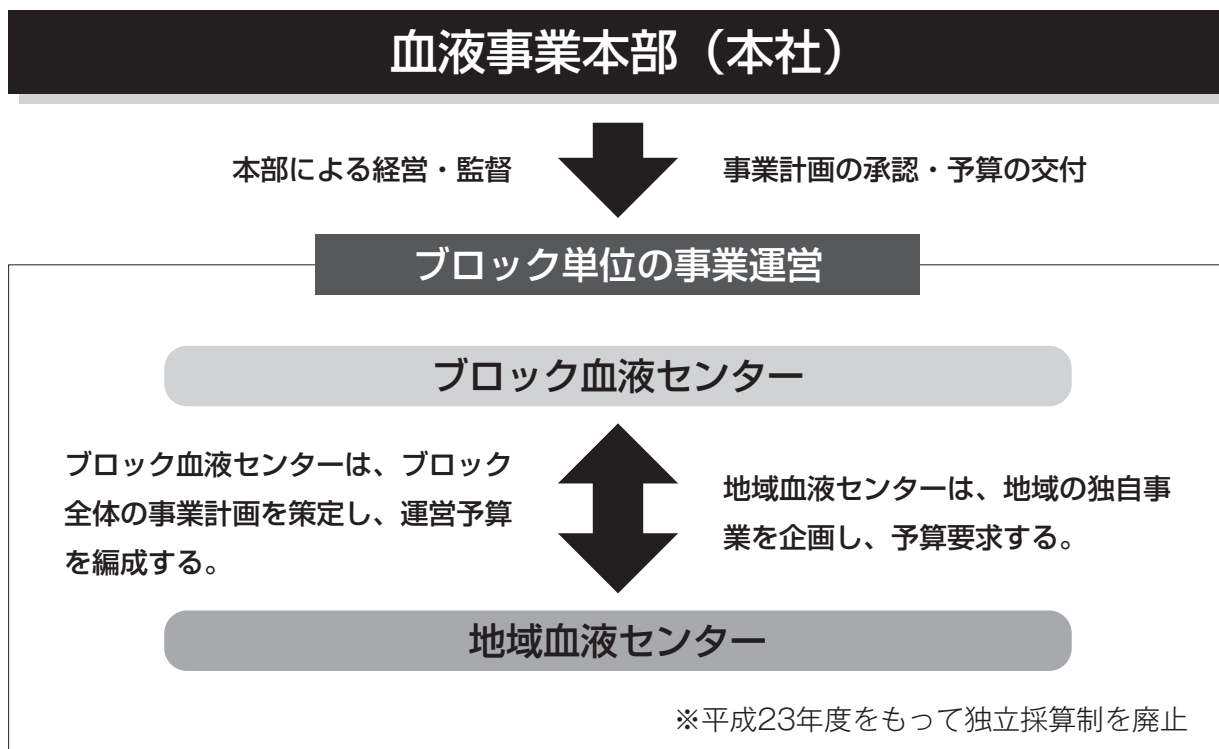 血液事業本部（本社）
本部による経営・監督
事業計画の承認・予算の交付
ブロック単位の事業運営
ブロック血液センター
ブロック血液センターは、ブロック
全体の事業計画を策定し、運営予算
を編成する。
地域血液センターは、地域の独自事
業を企画し、予算要求する。
地域血液センター
※平成23年度をもって独立採算制を廃止